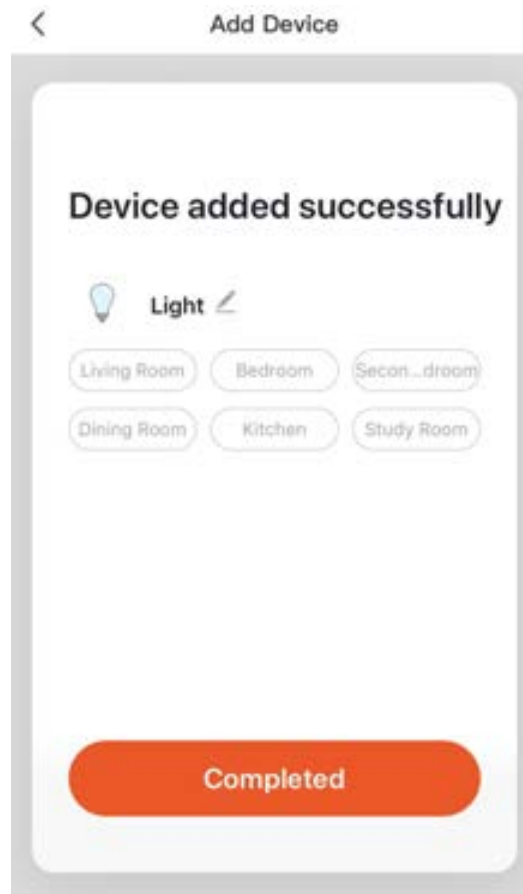 Add Device
Device added successfully
Light
Living Room Bedroom Secon...droom
Dining Room Kitchen Study Room
Completed